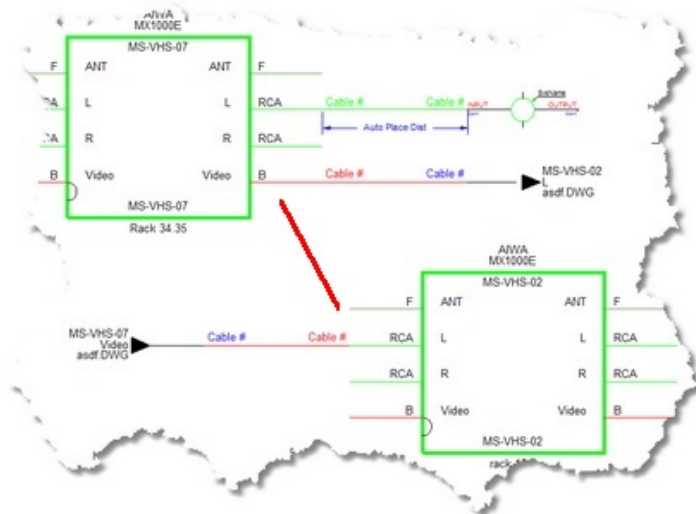 AIWA
MX1000E
MS-VHS-07
F ANT ANT F
L L RCA Cable # Cable # INPUT OUTPUT
R R RCA Auto Place Dist
B Video Video B Cable # Cable # MS-VHS-02
L
asdf.DWG
MS-VHS-07
Rack 34.35
AIWA
MX1000E
MS-VHS-02
F ANT ANT F
MS-VHS-07
Video
asdf.DWG
Cable # Cable # RCA L L RCA
RCA R R RCA
B Video Video B
MS-VHS-02